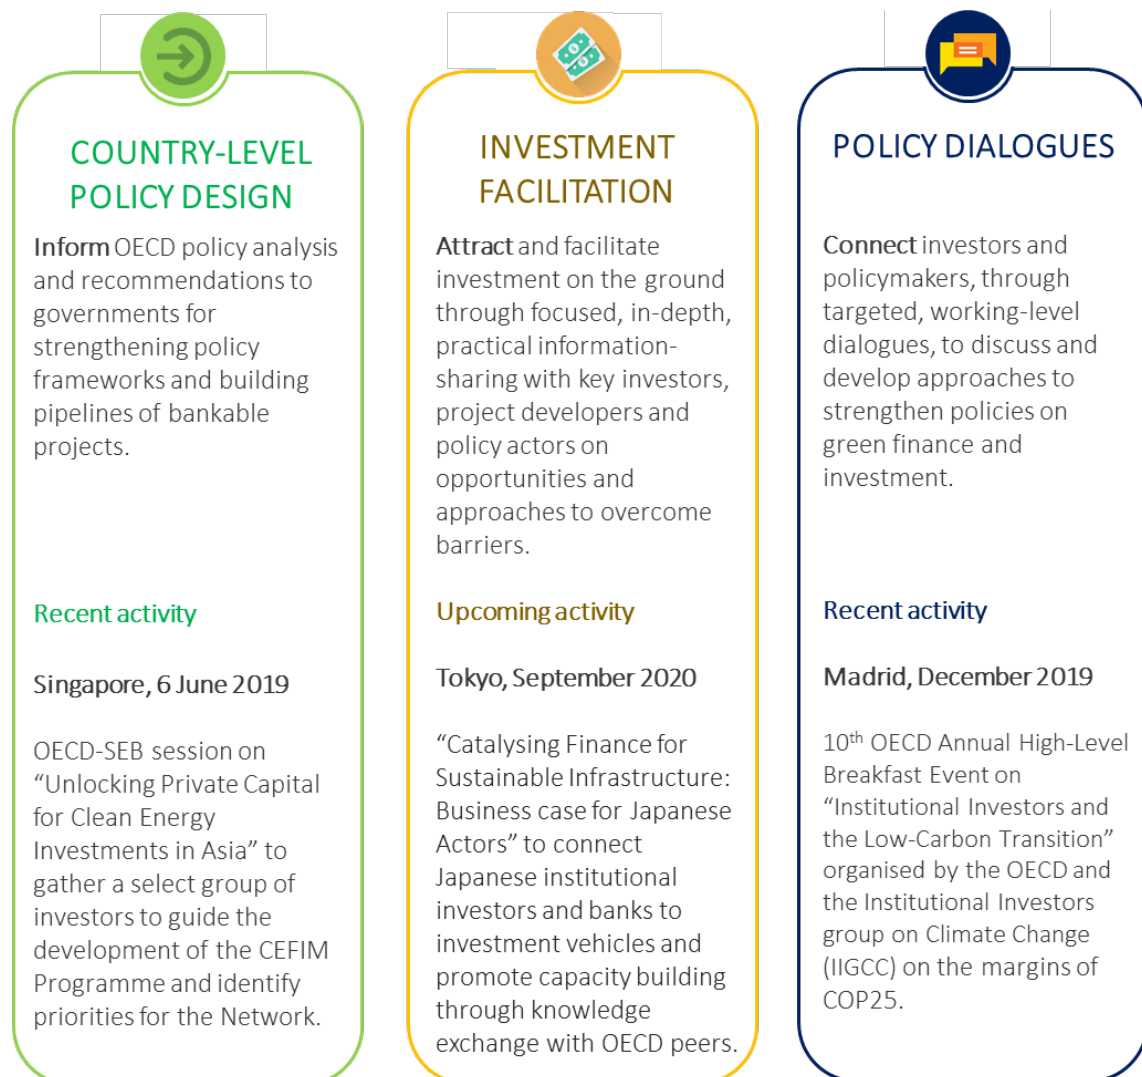 COUNTRY-LEVEL
POLICY DESIGN
Inform OECD policy analysis
and recommendations to
governments for
strengthening policy
frameworks and building
pipelines of bankable
projects.
Recent activity
Singapore, 6 June 2019
OECD-SEB session on
“Unlocking Private Capital
for Clean Energy
Investments in Asia” to
gather a select group of
investors to guide the
development of the CEFIM
Programme and identify
priorities for the Network.
INVESTMENT
FACILITATION
Attract and facilitate
investment on the ground
through focused, in-depth,
practical information-
sharing with key investors,
project developers and
policy actors on
opportunities and
approaches to overcome
barriers.
Upcoming activity
Tokyo, September 2020
“Catalysing Finance for
Sustainable Infrastructure:
Business case for Japanese
Actors” to connect
Japanese institutional
investors and banks to
investment vehicles and
promote capacity building
through knowledge
exchange with OECD peers.
POLICY DIALOGUES
Connect investors and
policymakers, through
targeted, working-level
dialogues, to discuss and
develop approaches to
strengthen policies on
green finance and
investment.
Recent activity
Madrid, December 2019
10th OECD Annual High-Level
Breakfast Event on
“Institutional Investors and
the Low-Carbon Transition”
organised by the OECD and
the Institutional Investors
group on Climate Change
(IIGCC) on the margins of
COP25.